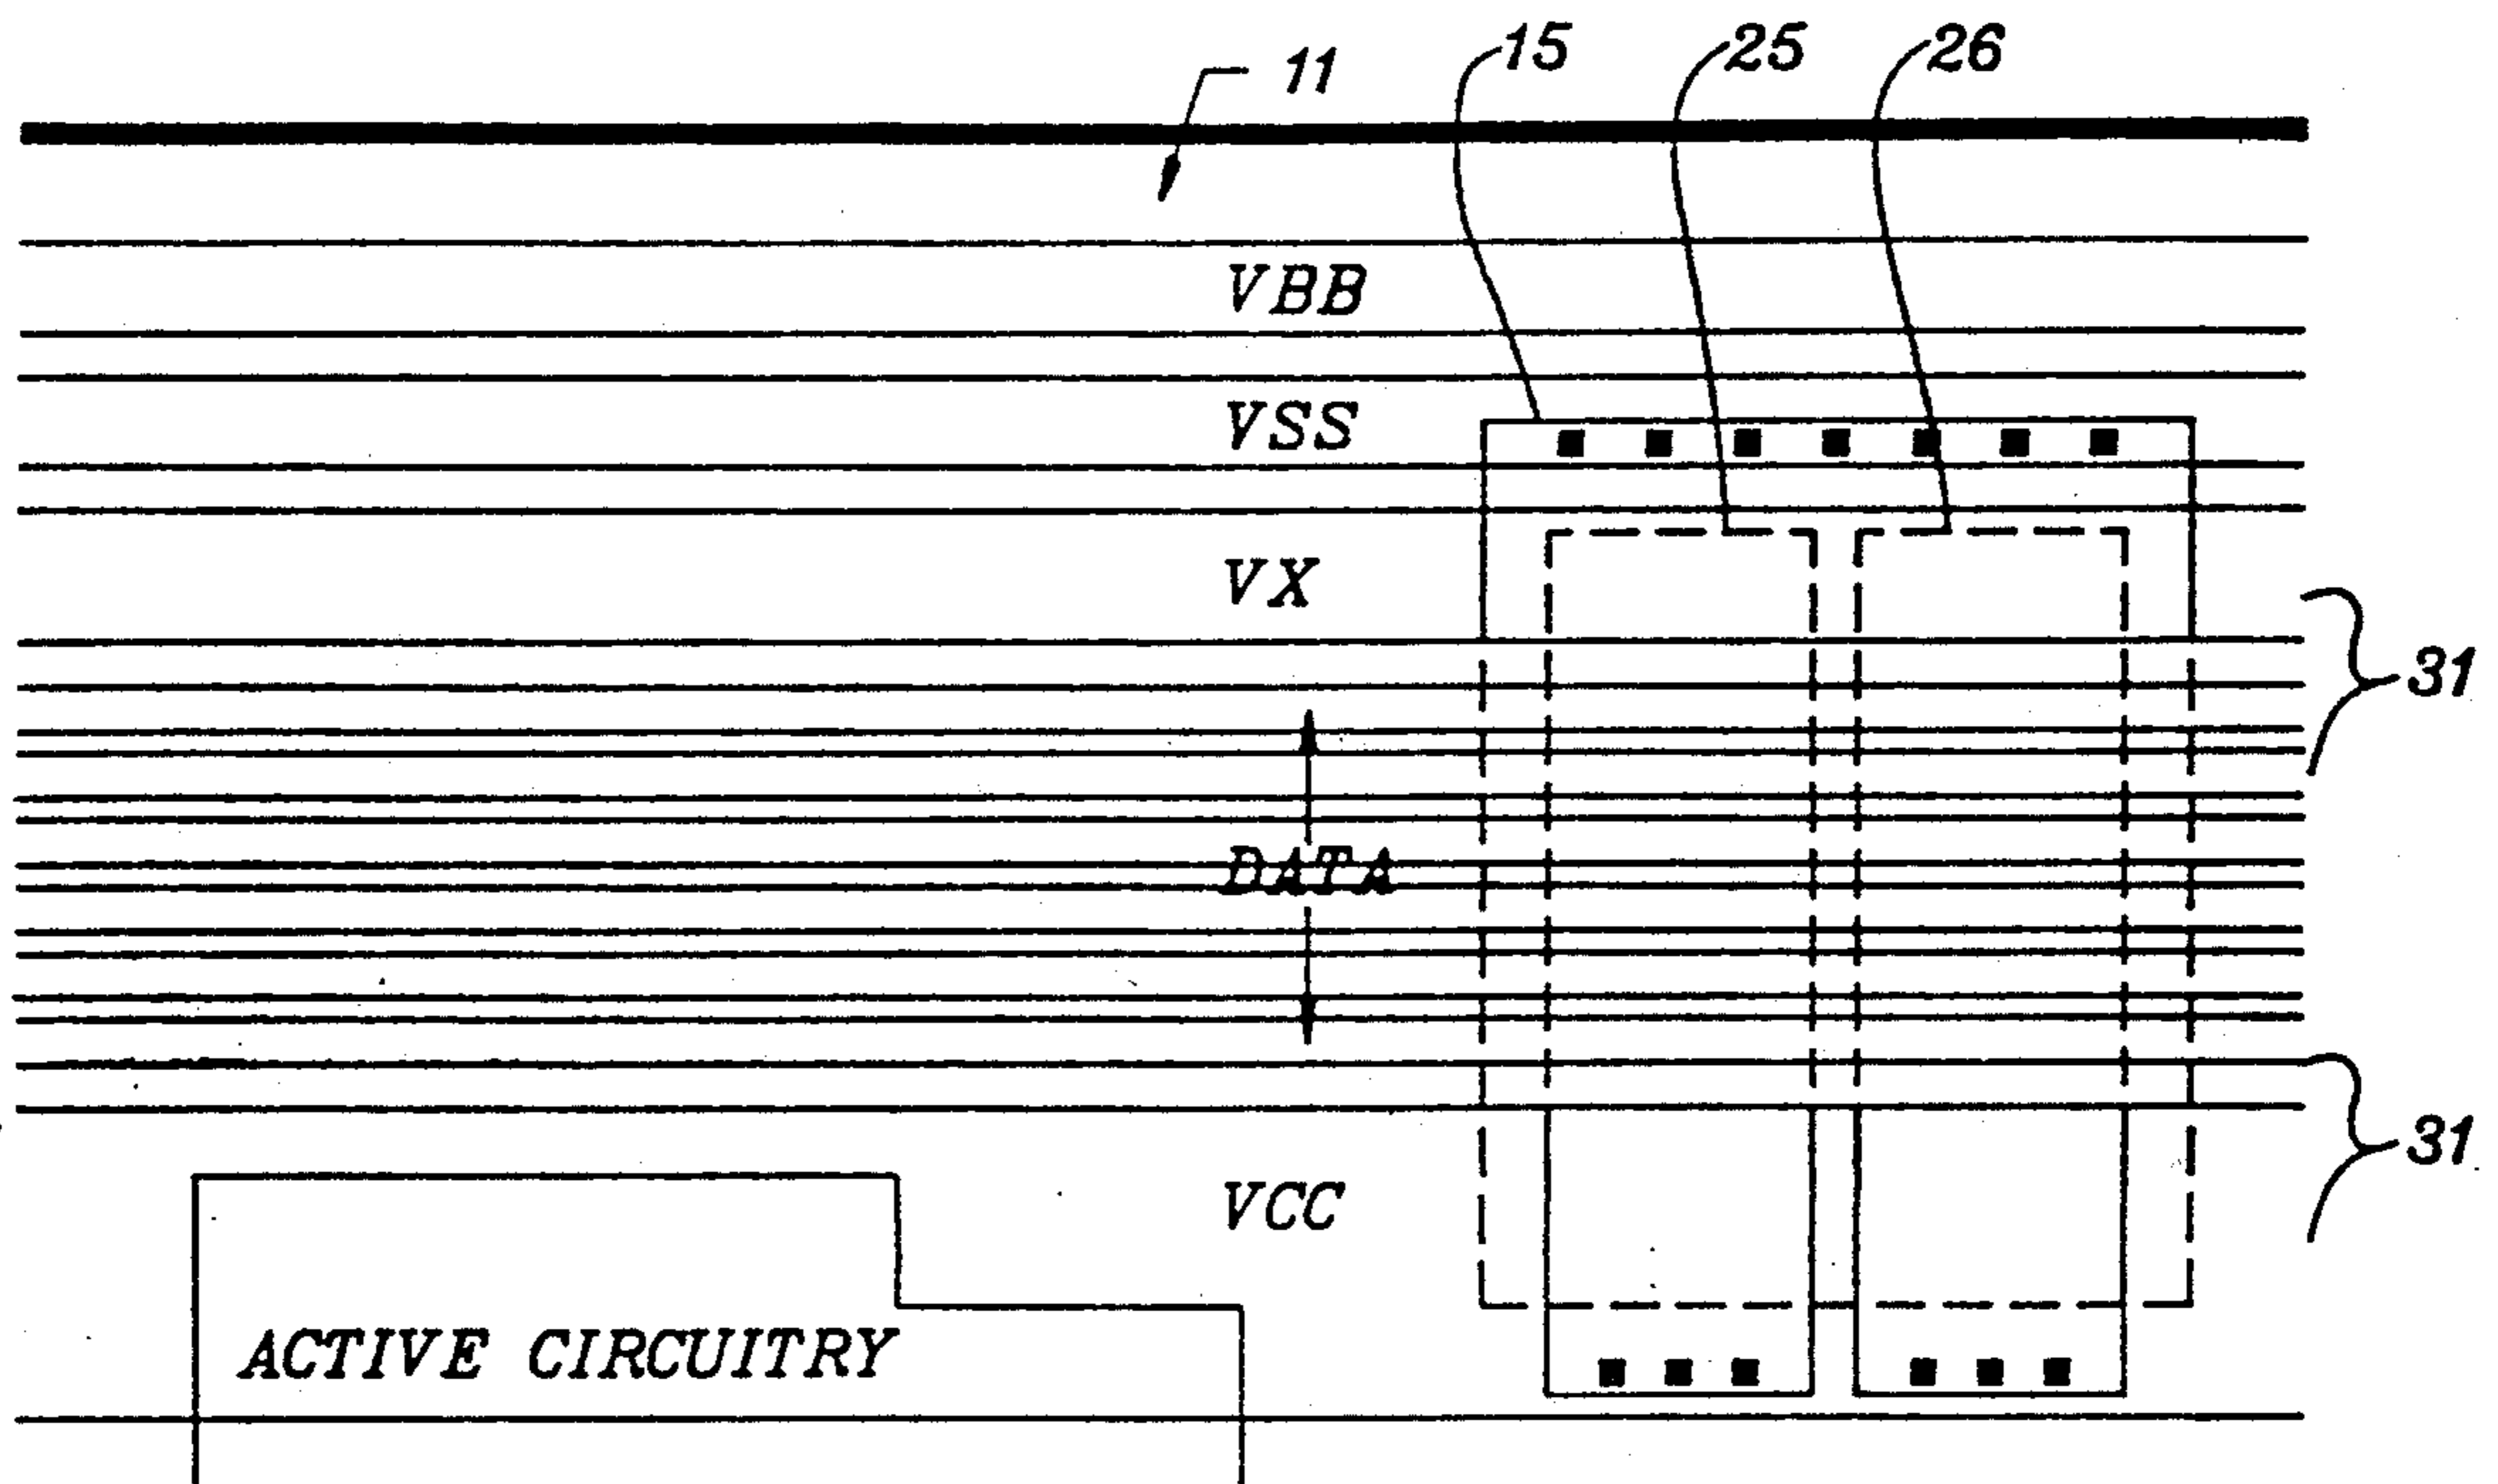 11 15 25 26
VBB
VSS
VX
31
DATA
31
VCC
ACTIVE CIRCUITRY